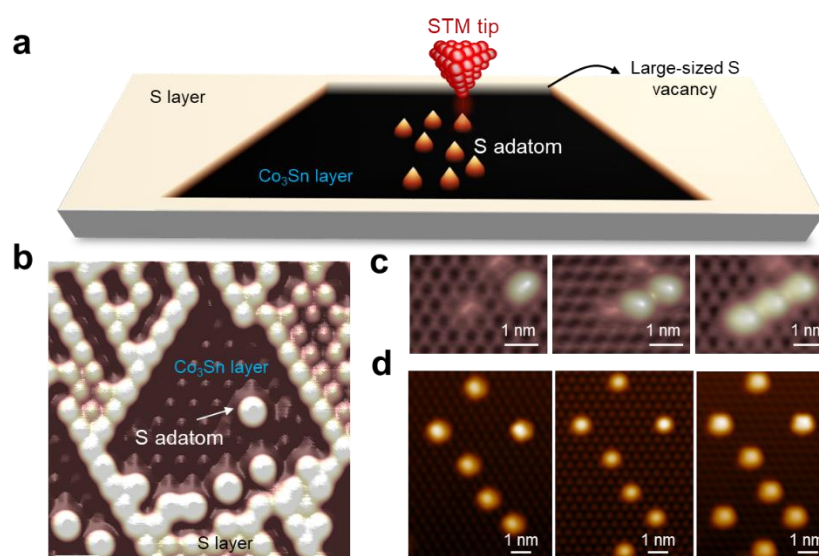 a
STM tip
Large-sized S
vacancy
S layer
S adatom
Co₃Sn layer
b
Co₃Sn layer
S adatom
S layer
c
1 nm
1 nm
1 nm
d
1 nm
1 nm
1 nm